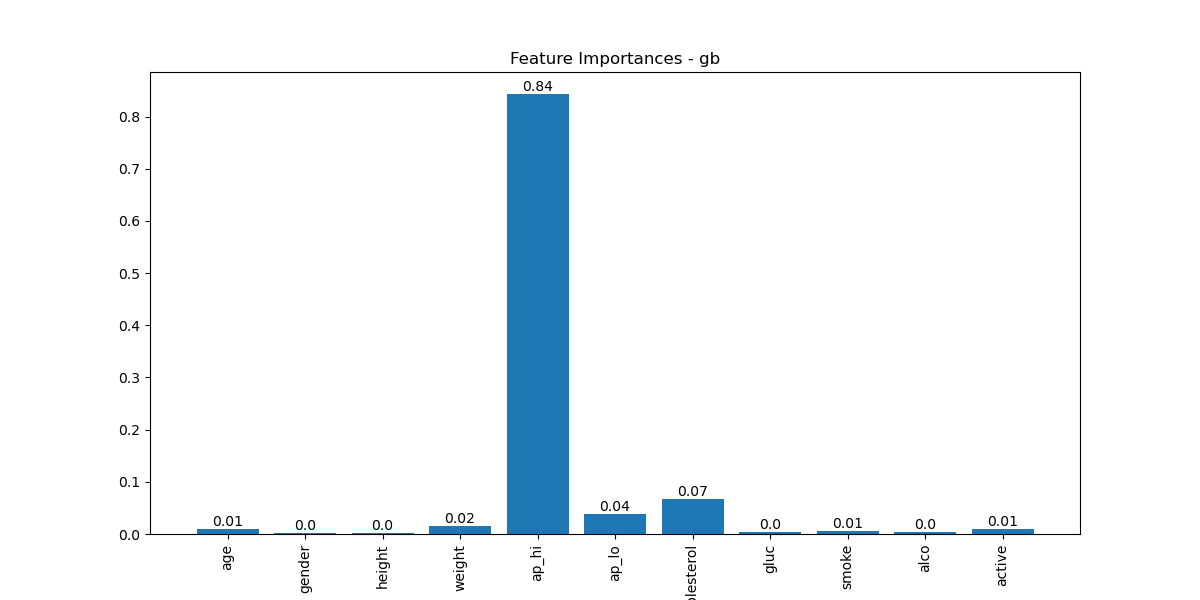 Feature Importances - gb
0.84
0.8
0.7
0.6
0.5
0.4
0.3
0.2
0.1
0.0
0.01
0.0
0.0
0.02
0.04
0.07
0.0
0.01
0.0
0.01
age
gender
height
weight
ap_hi
ap_lo
olesterol
gluc
smoke
alco
active